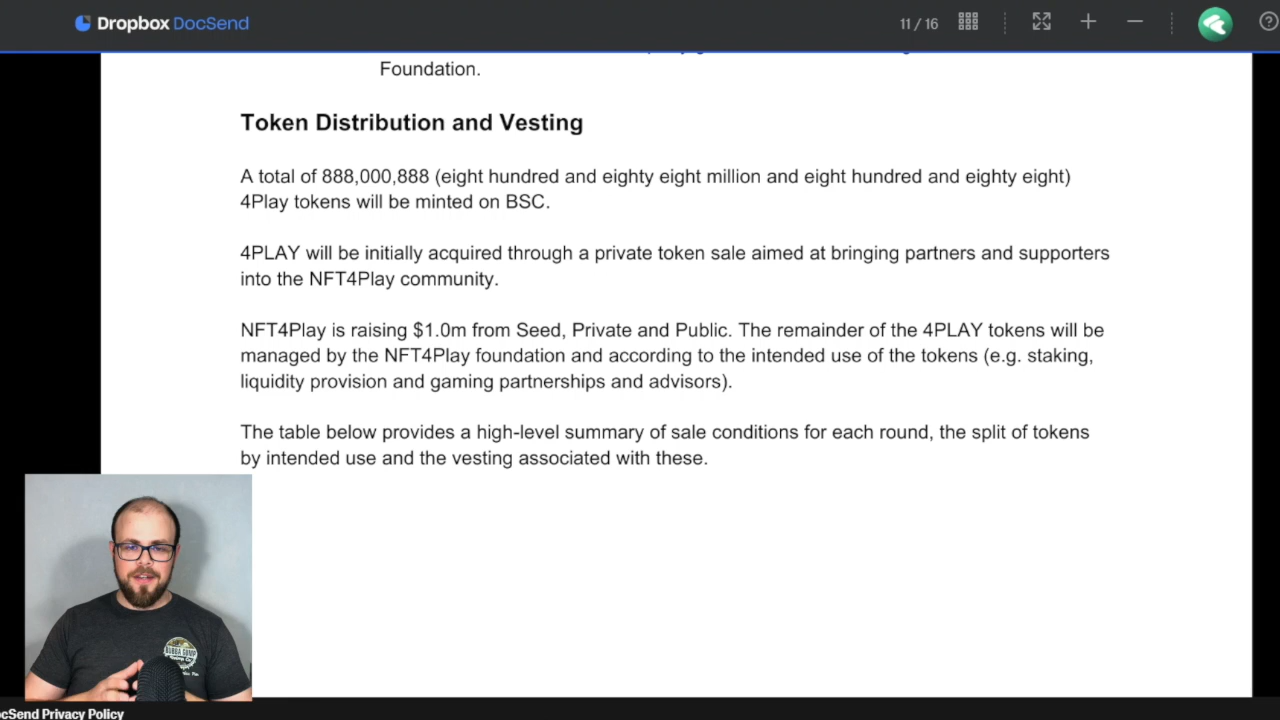 Dropbox DocSend
11 / 16
Foundation.
Token Distribution and Vesting
A total of 888,000,888 (eight hundred and eighty eight million and eight hundred and eighty eight)
4Play tokens will be minted on BSC.
4PLAY will be initially acquired through a private token sale aimed at bringing partners and supporters
into the NFT4Play community.
NFT4Play is raising $1.0m from Seed, Private and Public. The remainder of the 4PLAY tokens will be
managed by the NFT4Play foundation and according to the intended use of the tokens (e.g. staking,
liquidity provision and gaming partnerships and advisors).
The table below provides a high-level summary of sale conditions for each round, the split of tokens
by intended use and the vesting associated with these.
BUBBA GUMP
ocSend Privacy Policy